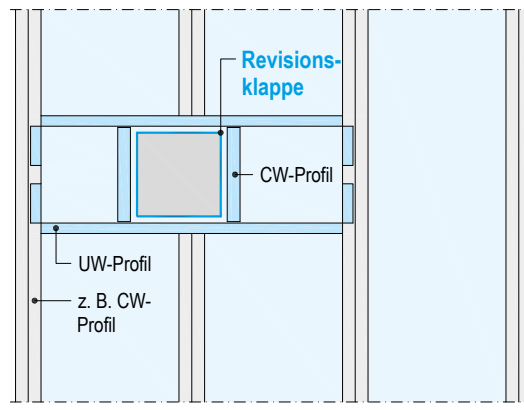 Revisions-
klappe
CW-Profil
UW-Profil
z. B. CW-
Profil